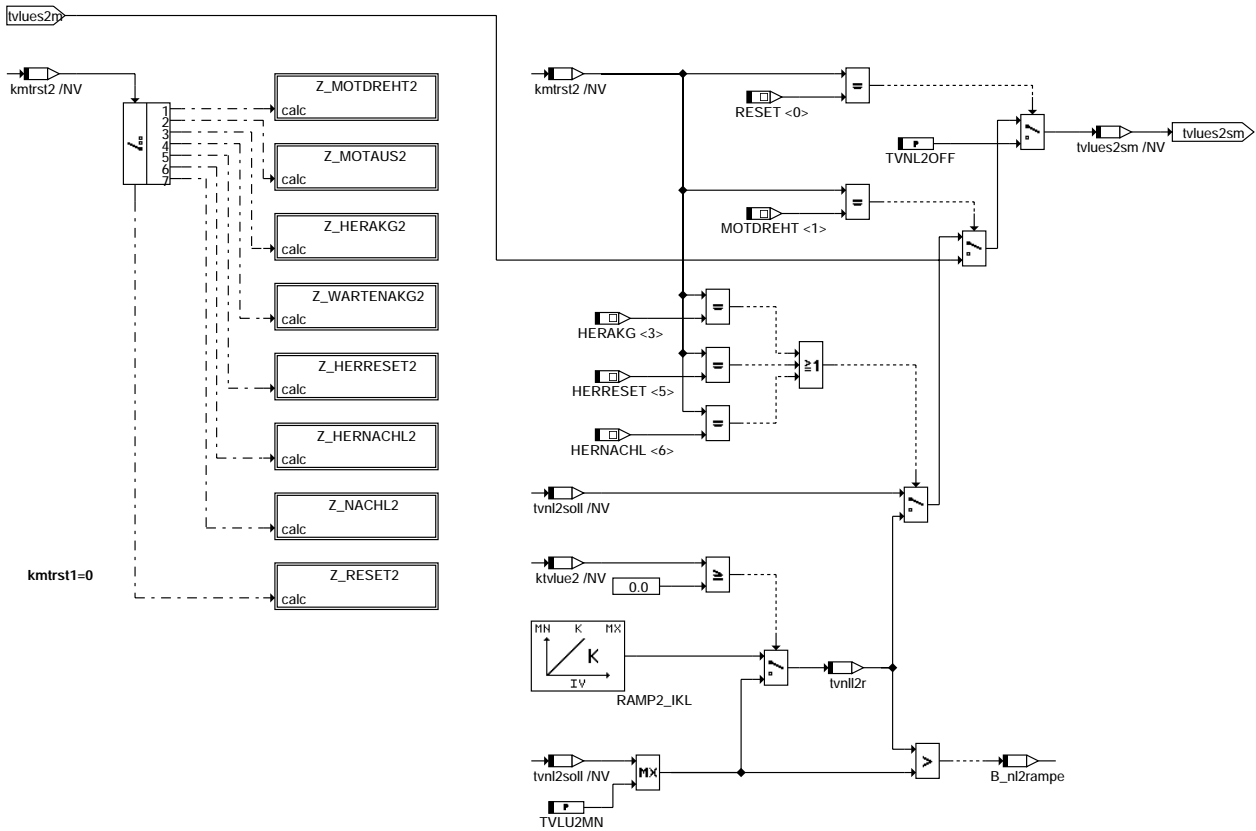 tvlues2m
kmtrst2 /NV
1
2
3
4
5
6
7
Z_MOTDREHT2
calc
Z_MOTAUS2
calc
Z_HERAKG2
calc
Z_WARTENAKG2
calc
Z_HERRESET2
calc
Z_HERNACHL2
calc
Z_NACHL2
calc
Z_RESET2
calc
kmtrst1=0
kmtrst2 /NV
=
RESET <0>
P
TVNL2OFF
tvlues2sm /NV
tvlues2sm
=
MOTDREHT <1>
=
HERAKG <3>
=
HERRESET <5>
=
HERNACHL <6>
≥1
tvnl2soll /NV
ktvlue2 /NV
0.0
≥
MN K MX
K
IV
RAMP2_IKL
tvnll2r
tvnl2soll /NV
MX
P
TVLU2MN
>
B_nl2rampe